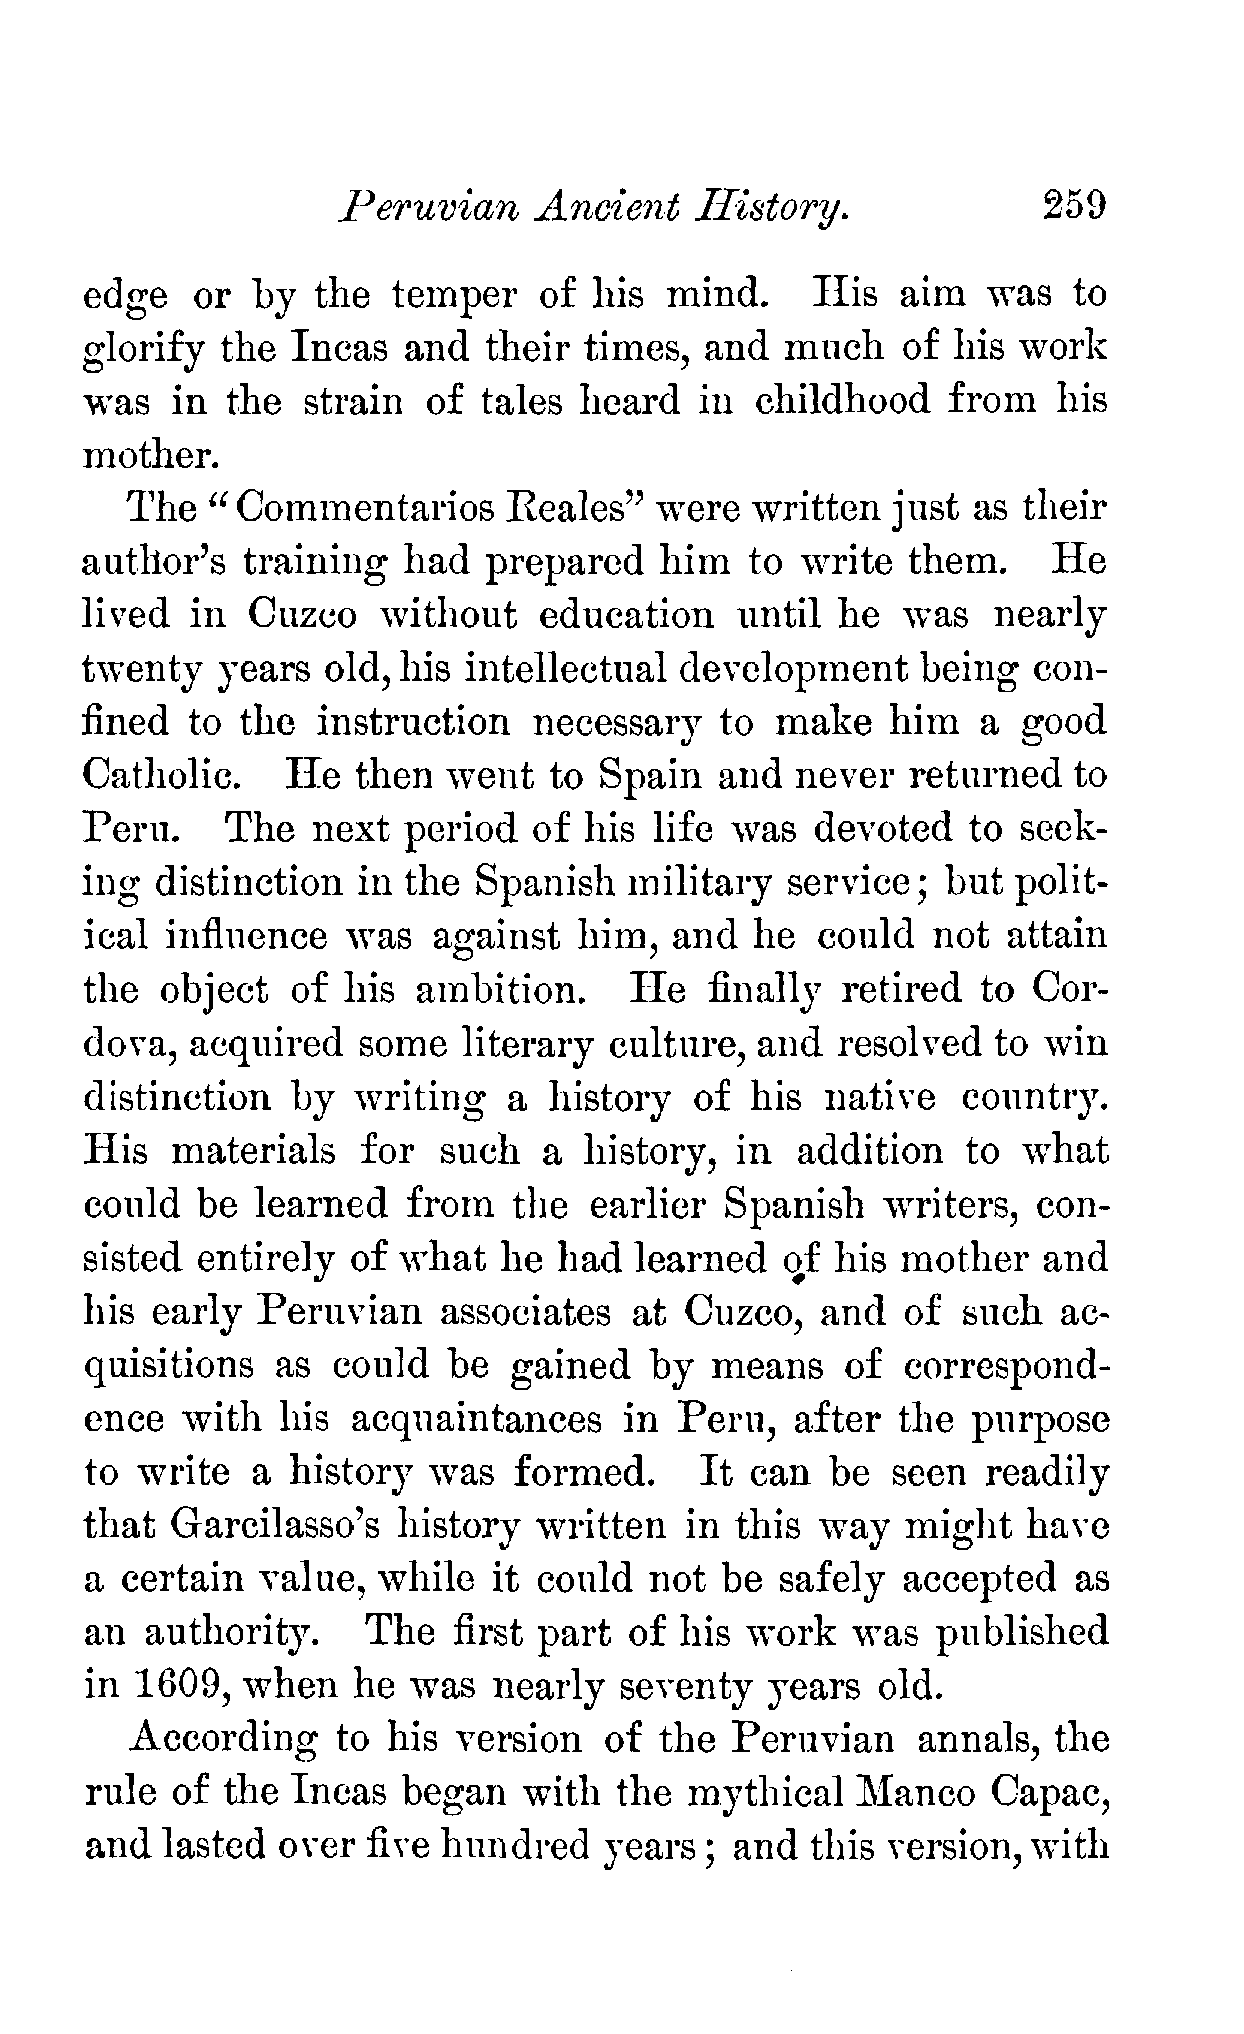 Peruvian Ancient History. 259
edge or by the temper of his mind. His aim was to
glorify the Incas and their times, and much of his work
was in the strain of tales heard in childhood from his
mother.
The “Commentarios Reales” were written just as their
author's training had prepared him to write them. He
lived in Cuzco without education until he was nearly
twenty years old, his intellectual development being con-
fined to the instruction necessary to make him a good
Catholic. He then went to Spain and never returned to
Peru. The next period of his life was devoted to seek-
ing distinction in the Spanish military service; but polit-
ical influence was against him, and he could not attain
the object of his ambition. He finally retired to Cor-
dova, acquired some literary culture, and resolved to win
distinction by writing a history of his native country.
His materials for such a history, in addition to what
could be learned from the earlier Spanish writers, con-
sisted entirely of what he had learned of his mother and
his early Peruvian associates at Cuzco, and of such ac-
quisitions as could be gained by means of correspond-
ence with his acquaintances in Peru, after the purpose
to write a history was formed. It can be seen readily
that Garcilasso's history written in this way might have
a certain value, while it could not be safely accepted as
an authority. The first part of his work was published
in 1609, when he was nearly seventy years old.
According to his version of the Peruvian annals, the
rule of the Incas began with the mythical Manco Capac,
and lasted over five hundred years; and this version, with